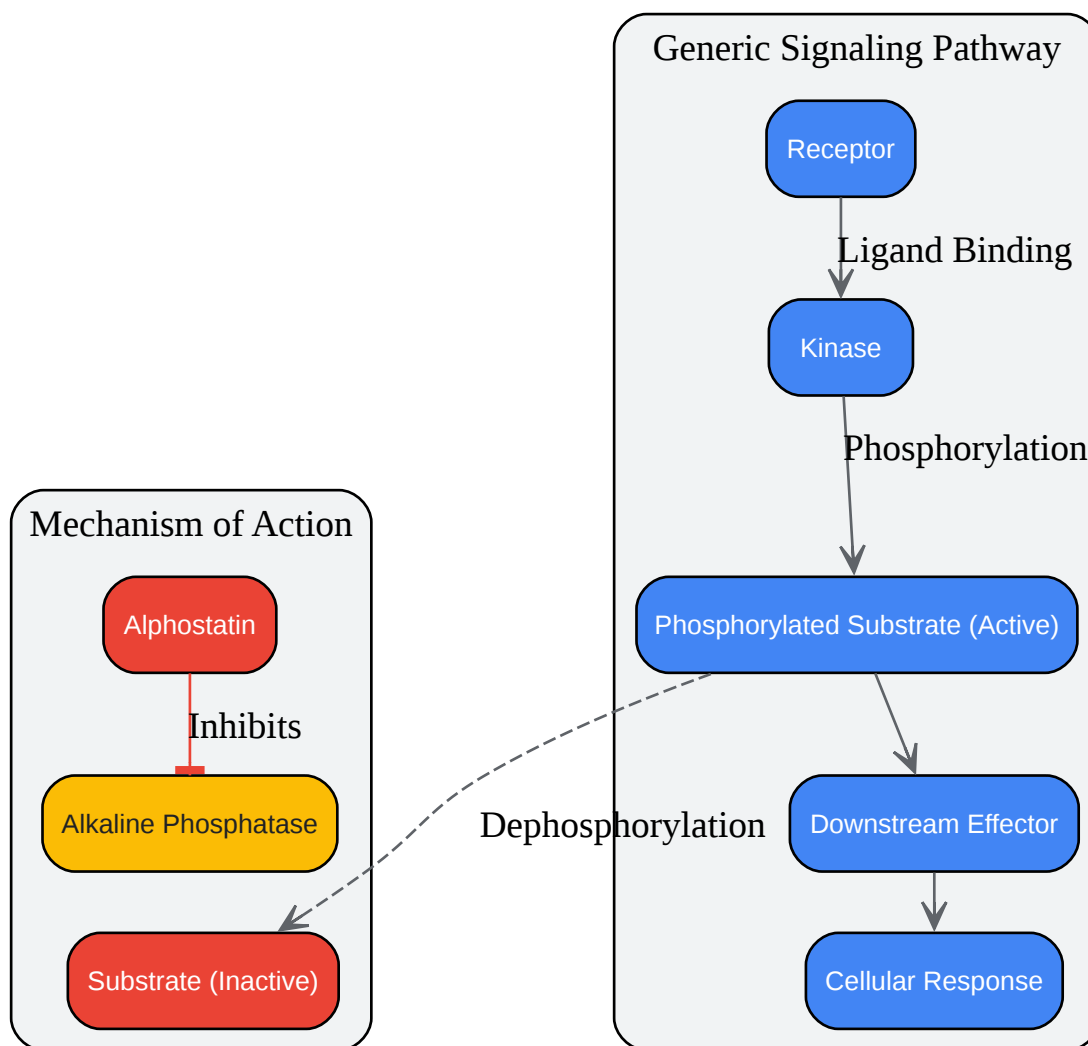 Generic Signaling Pathway
Receptor
Ligand Binding
Kinase
Phosphorylation
Phosphorylated Substrate (Active)
Dephosphorylation
Downstream Effector
Cellular Response
Mechanism of Action
Alphostatin
Inhibits
Alkaline Phosphatase
Substrate (Inactive)